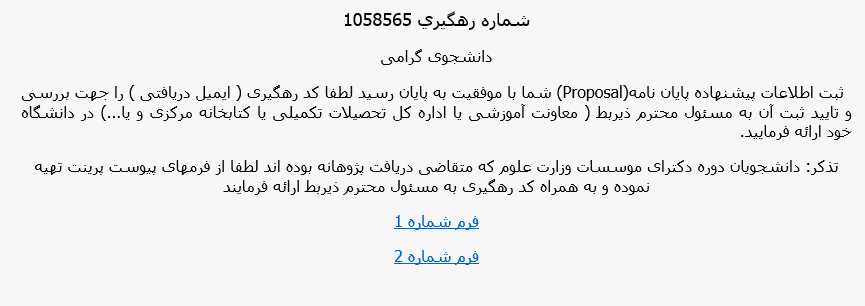 شماره رهگيري 1058565
دانشجوی گرامی
ثبت اطلاعات پیشنهاده پایان نامه(Proposal) شما با موفقیت به پایان رسید لطفا کد رهگیری ( ایمیل دریافتی ) را جهت بررسی
و تایید ثبت آن به مسئول محترم ذیربط ( معاونت آموزشی یا اداره کل تحصیلات تکمیلی یا کتابخانه مرکزی و یا...) در دانشگاه
خود ارائه فرمایید.
تذکر: دانشجویان دوره دکترای موسسات وزارت علوم که متقاضی دریافت پژوهانه بوده اند لطفا از فرمهای پیوست پرینت تهیه
نموده و به همراه کد رهگیری به مسئول محترم ذیربط ارائه فرمایند
فرم شماره 1
فرم شماره 2